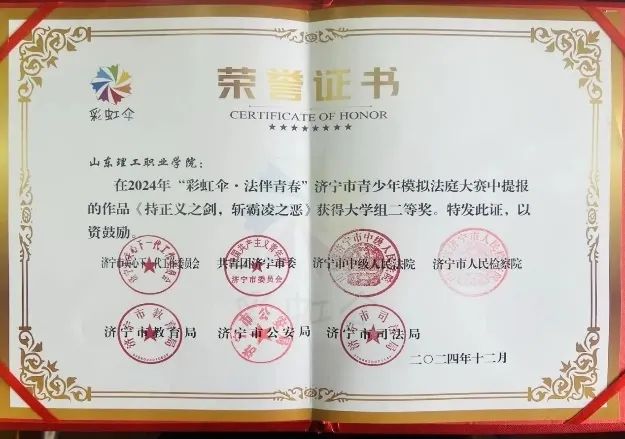 彩虹伞
荣誉证书
CERTIFICATE OF HONOR
山东理工职业学院：
在2024年“彩虹伞·法伴青春”济宁市青少年模拟法庭大赛中提报
的作品《持正义之剑，斩霸凌之恶》获得大学组二等奖。特发此证，以
资鼓励。
济宁市关心下一代工作委员会 共青团济宁市委 济宁市中级人民法院 济宁市人民检察院
济宁市教育局 济宁市公安局 济宁市司法局
二〇二四年十二月